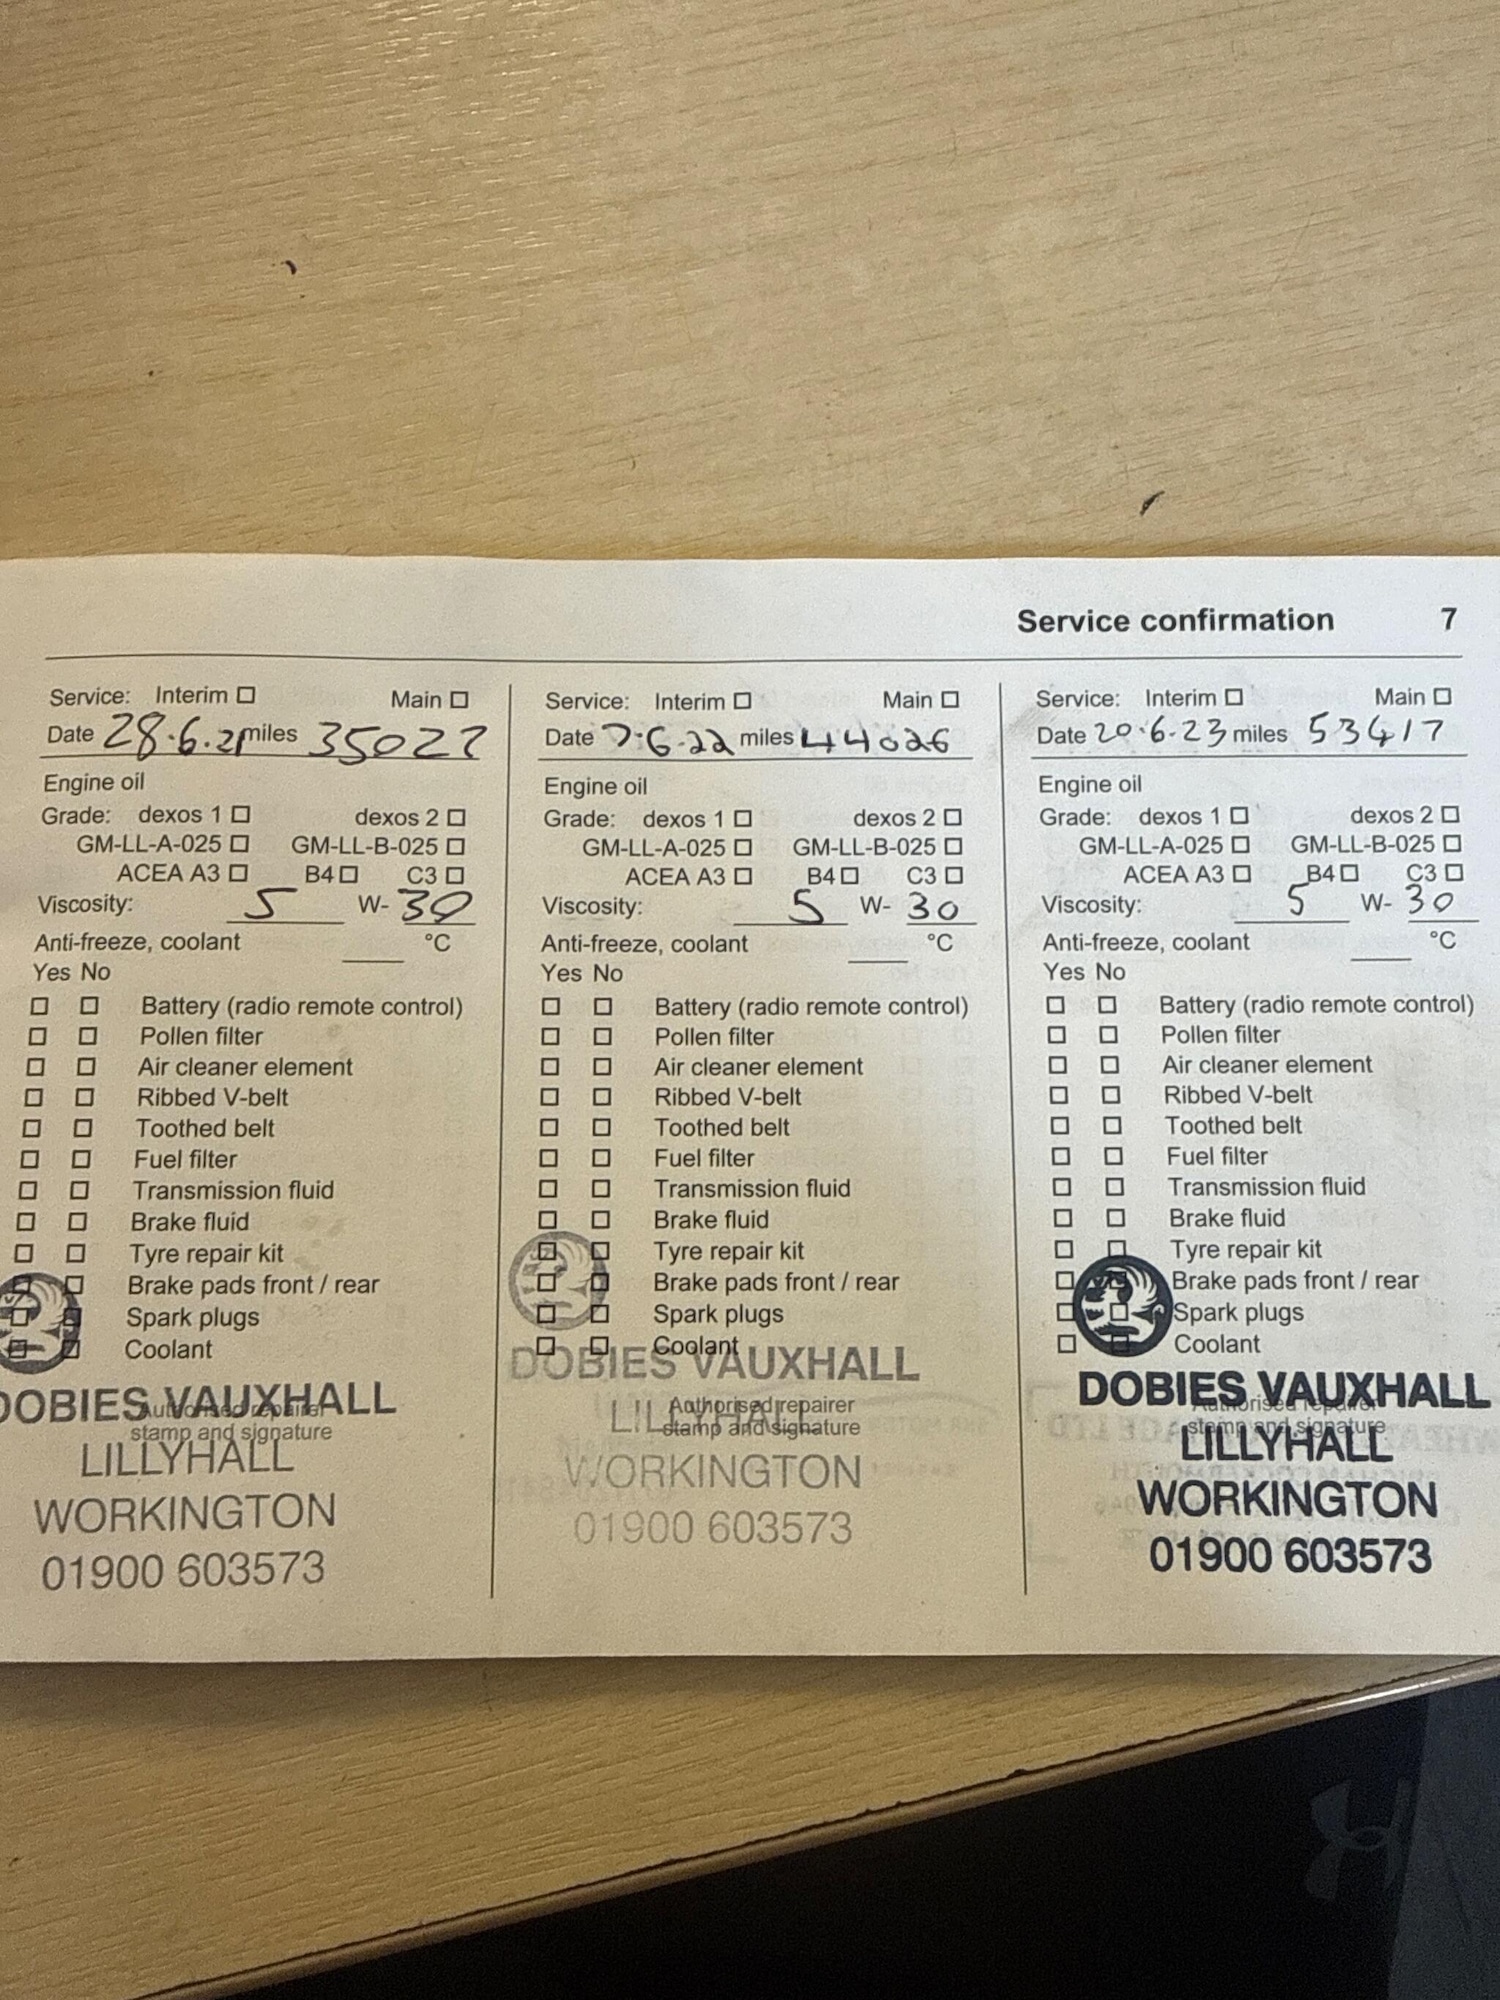 Service confirmation 7
Service: Interim Main
Date 28.6.21 miles 35027
Engine oil
Grade: dexos 1 dexos 2
GM-LL-A-025 GM-LL-B-025
ACEA A3 B4 C3
Viscosity: 5 W- 30
Anti-freeze, coolant °C
Yes No
Battery (radio remote control)
Pollen filter
Air cleaner element
Ribbed V-belt
Toothed belt
Fuel filter
Transmission fluid
Brake fluid
Tyre repair kit
Brake pads front / rear
Spark plugs
Coolant
DOBIES VAUXHALL
Authorised repairer
stamp and signature
LILLYHALL
WORKINGTON
01900 603573
Service: Interim Main
Date 7.6.22 miles 44026
Engine oil
Grade: dexos 1 dexos 2
GM-LL-A-025 GM-LL-B-025
ACEA A3 B4 C3
Viscosity: 5 W- 30
Anti-freeze, coolant °C
Yes No
Battery (radio remote control)
Pollen filter
Air cleaner element
Ribbed V-belt
Toothed belt
Fuel filter
Transmission fluid
Brake fluid
Tyre repair kit
Brake pads front / rear
Spark plugs
Coolant
DOBIES VAUXHALL
Authorised repairer
LILLYHALL
stamp and signature
WORKINGTON
01900 603573
Service: Interim Main
Date 20.6.23 miles 53417
Engine oil
Grade: dexos 1 dexos 2
GM-LL-A-025 GM-LL-B-025
ACEA A3 B4 C3
Viscosity: 5 W- 30
Anti-freeze, coolant °C
Yes No
Battery (radio remote control)
Pollen filter
Air cleaner element
Ribbed V-belt
Toothed belt
Fuel filter
Transmission fluid
Brake fluid
Tyre repair kit
Brake pads front / rear
Spark plugs
Coolant
DOBIES VAUXHALL
Authorised repairer
stamp and signature
LILLYHALL
WORKINGTON
01900 603573